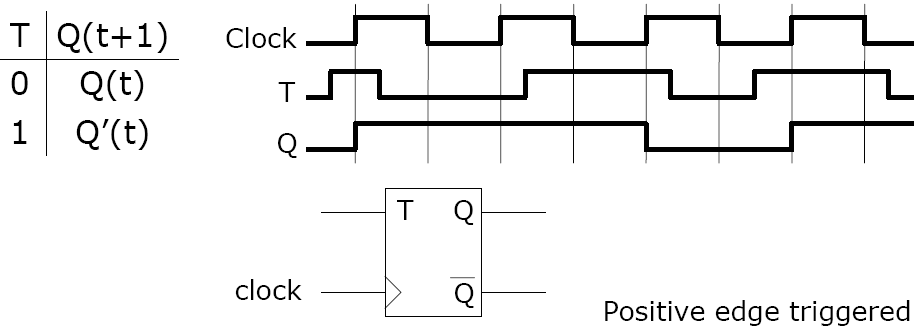 T Q(t+1)
0 Q(t)
1 Q’(t)
Clock
T
Q
T Q
clock Q̅
Positive edge triggered